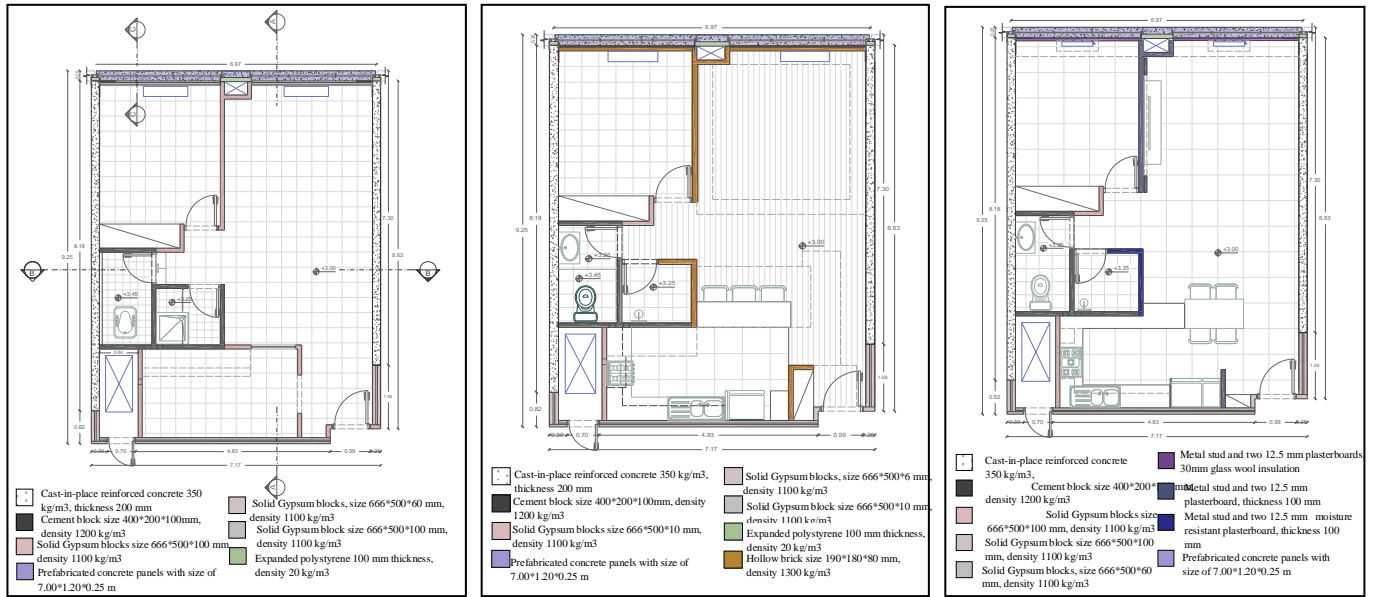 C
A
6.97
8.18
9.25
7.30
8.63
+3.00
B
B
+3.45
+3.25
0.82
0.70
4.83
0.99
7.17
C
A
Cast-in-place reinforced concrete 350
kg/m3, thickness 200 mm
Cement block size 400*200*100mm,
density 1200 kg/m3
Solid Gypsum blocks size 666*500*100 mm,
density 1100 kg/m3
Prefabricated concrete panels with size of
7.00*1.20*0.25 m
Solid Gypsum blocks, size 666*500*60 mm,
density 1100 kg/m3
Solid Gypsum blocks size 666*500*100 mm,
density 1100 kg/m3
Expanded polystyrene 100 mm thickness,
density 20 kg/m3
6.97
8.18
9.25
7.30
8.63
+3.00
+3.25
+3.45
+3.25
0.82
0.70
4.83
0.99
7.17
Cast-in-place reinforced concrete 350 kg/m3,
thickness 200 mm
Cement block size 400*200*100mm, density
1200 kg/m3
Solid Gypsum blocks, size 666*500*10 mm,
density 1100 kg/m3
Prefabricated concrete panels with size of
7.00*1.20*0.25 m
Solid Gypsum blocks, size 666*500*6 mm,
density 1100 kg/m3
Solid Gypsum blocks size 666*500*10 mm,
density 1100 kg/m3
Expanded polystyrene 100 mm thickness,
density 20 kg/m3
Hollow brick size 190*180*80 mm,
density 1300 kg/m3
6.97
8.18
9.25
7.30
8.63
+3.00
+3.45
+3.25
0.82
0.70
4.83
0.99
7.17
Cast-in-place reinforced concrete
350 kg/m3,
Cement block size 400*200*
density 1200 kg/m3
Solid Gypsum blocks size
666*500*100 mm, density 1100 kg/m3
Solid Gypsum blocks size 666*500*100
mm, density 1100 kg/m3
Solid Gypsum blocks, size 666*500*60
mm, density 1100 kg/m3
Metal stud and two 12.5 mm plasterboards,
30mm glass wool insulation
Metal stud and two 12.5 mm
plasterboard, thickness 100 mm
Metal stud and two 12.5 mm moisture
resistant plasterboard, thickness 100
mm
Prefabricated concrete panels with
size of 7.00*1.20*0.25 m